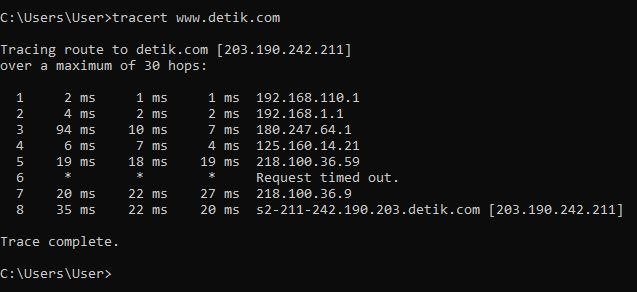 C:\Users\User>tracert www.detik.com
Tracing route to detik.com [203.190.242.211]
over a maximum of 30 hops:
1 2 ms 1 ms 1 ms 192.168.110.1
2 4 ms 2 ms 2 ms 192.168.1.1
3 94 ms 10 ms 7 ms 180.247.64.1
4 6 ms 7 ms 4 ms 125.160.14.21
5 19 ms 18 ms 19 ms 218.100.36.59
6 * * * Request timed out.
7 20 ms 22 ms 27 ms 218.100.36.9
8 35 ms 22 ms 20 ms s2-211-242.190.203.detik.com [203.190.242.211]
Trace complete.
C:\Users\User>